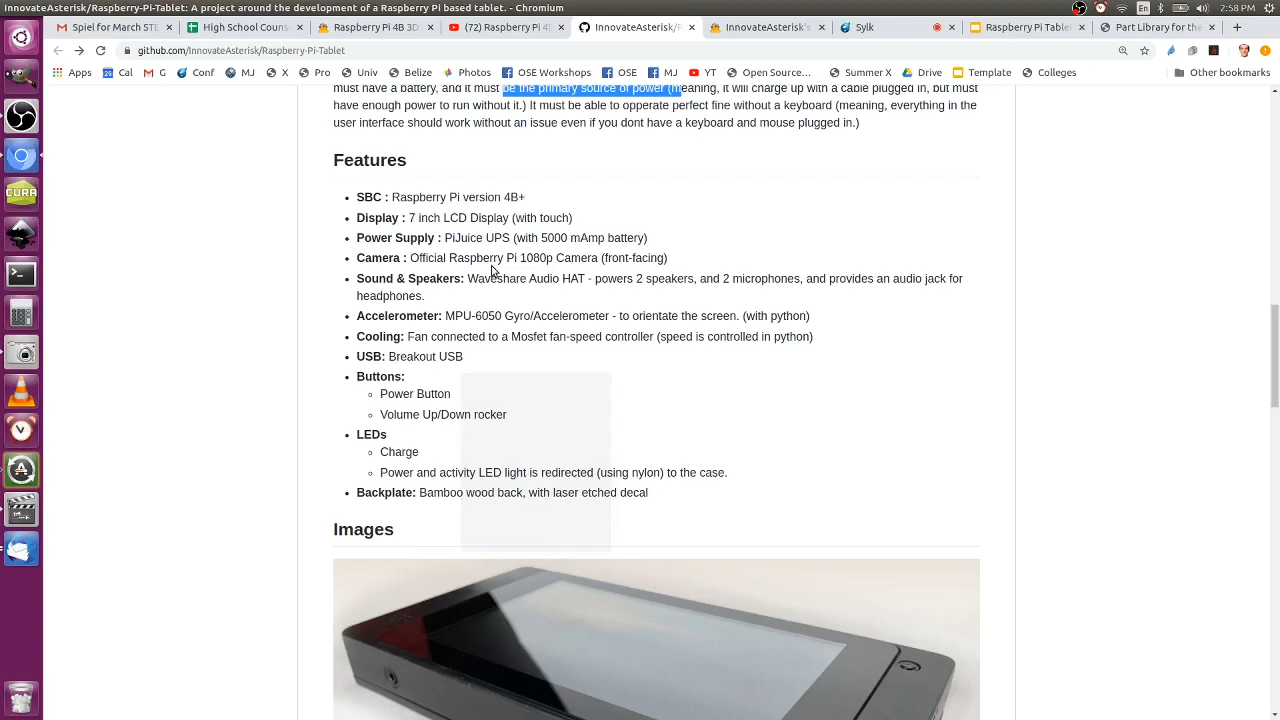 InnovateAsterisk/Raspberry-Pi-Tablet: A project around the development of a Raspberry Pi based tablet. - Chromium
En
2:58 PM
Spiel for March STE
High School Counc
Raspberry Pi 4B 3D
(72) Raspberry Pi 4
InnovateAsterisk/R
InnovateAsterisk's
Sylk
Raspberry Pi Table
Part Library for the
github.com/InnovateAsterisk/Raspberry-Pi-Tablet
Apps
Cal
G
Conf
MJ
X
Pro
Univ
Belize
Photos
OSE Workshops
OSE
MJ
YT
Open Source...
Summer X
Drive
Template
Colleges
Other bookmarks
CURA
must have a battery, and it must be the primary source of power (meaning, it will charge up with a cable plugged in, but must
have enough power to run without it.) It must be able to opperate perfect fine without a keyboard (meaning, everything in the
user interface should work without an issue even if you dont have a keyboard and mouse plugged in.)
Features
SBC : Raspberry Pi version 4B+
Display : 7 inch LCD Display (with touch)
Power Supply : PiJuice UPS (with 5000 mAmp battery)
Camera : Official Raspberry Pi 1080p Camera (front-facing)
Sound & Speakers: Waveshare Audio HAT - powers 2 speakers, and 2 microphones, and provides an audio jack for
headphones.
Accelerometer: MPU-6050 Gyro/Accelerometer - to orientate the screen. (with python)
Cooling: Fan connected to a Mosfet fan-speed controller (speed is controlled in python)
USB: Breakout USB
Buttons:
Power Button
Volume Up/Down rocker
LEDs
Charge
Power and activity LED light is redirected (using nylon) to the case.
Backplate: Bamboo wood back, with laser etched decal
Images